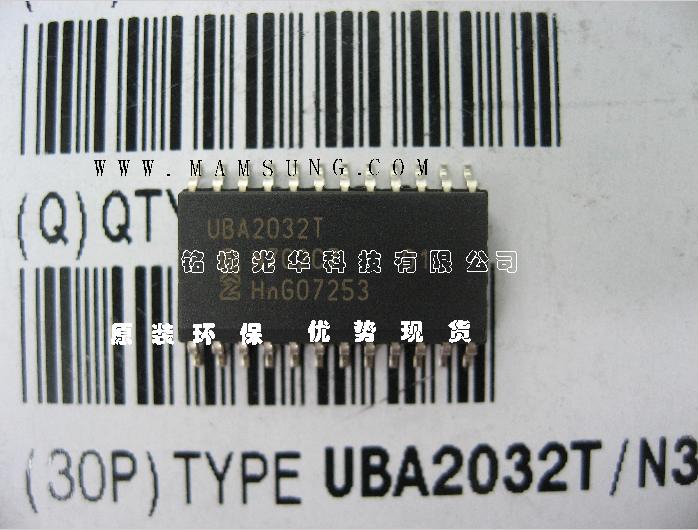 WWW.MAMSUNG.COM
(Q) QTY
UBA2032T
铭域光华科技有限公司
HnG07253
原装环保 优势现货
(30P) TYPE UBA2032T/N3